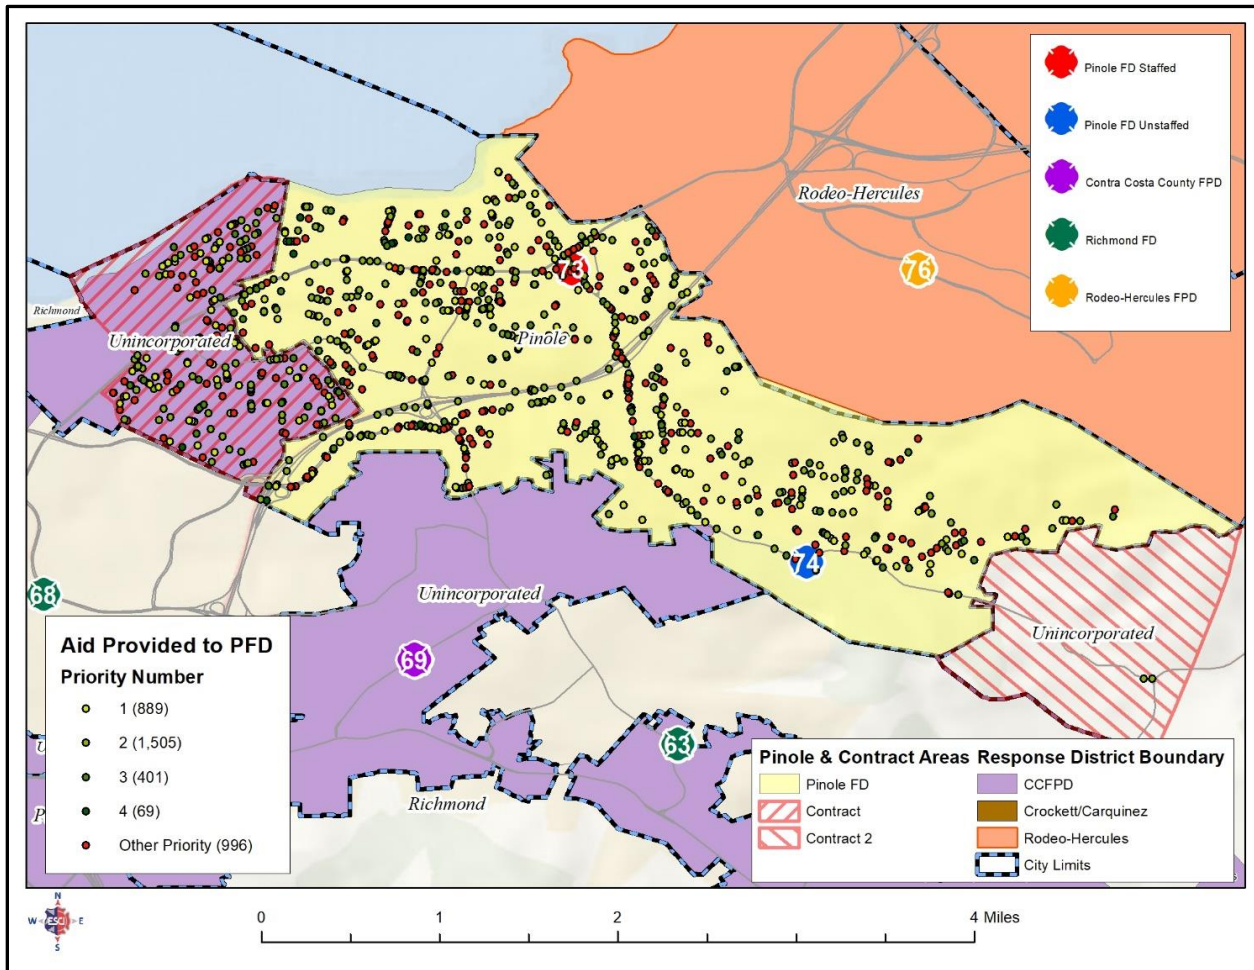 Pinole FD Staffed
Pinole FD Unstaffed
Contra Costa County FPD
Richmond FD
Rodeo-Hercules FPD
Rodeo-Hercules
76
73
Richmond
Unincorporated
Pinole
74
68
Unincorporated
Unincorporated
69
63
Richmond
Aid Provided to PFD
Priority Number
1 (889)
2 (1,505)
3 (401)
4 (69)
Other Priority (996)
Pinole & Contract Areas
Pinole FD
Contract
Contract 2
Response District Boundary
CCFPD
Crockett/Carquinez
Rodeo-Hercules
City Limits
N
W
ESCI
E
S
0
1
2
4 Miles